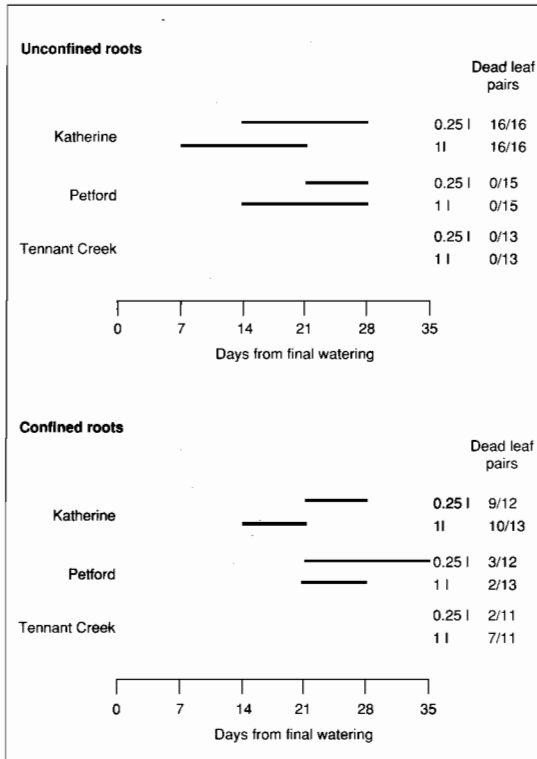 Unconfined roots
Dead leaf
pairs
0.25 l 16/16
Katherine
1l 16/16
0.25 l 0/15
Petford
1 l 0/15
0.25 l 0/13
Tennant Creek
1 l 0/13
0 7 14 21 28 35
Days from final watering
Confined roots
Dead leaf
pairs
0.25 l 9/12
Katherine
1l 10/13
0.25 l 3/12
Petford
1 l 2/13
0.25 l 2/11
Tennant Creek
1 l 7/11
0 7 14 21 28 35
Days from final watering